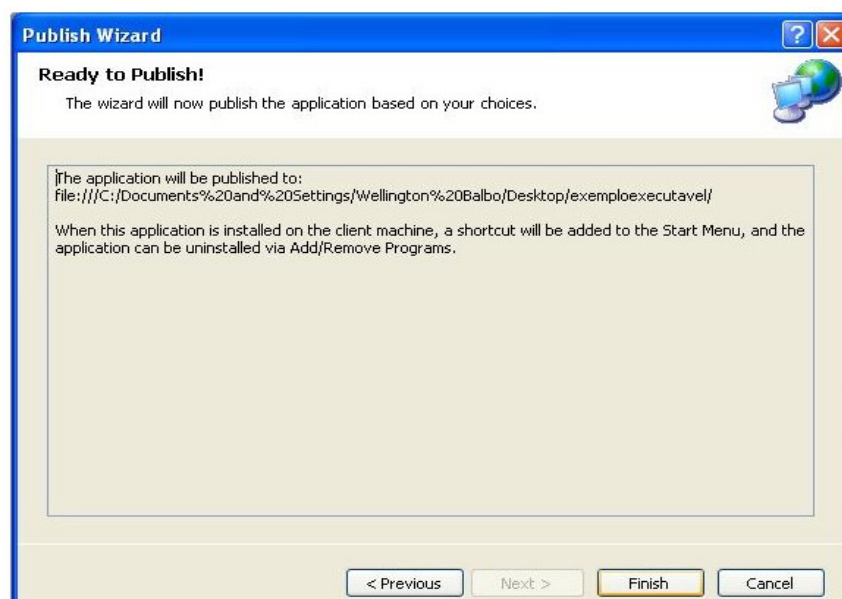 Publish Wizard
Ready to Publish!
The wizard will now publish the application based on your choices.
The application will be published to:
file:///C:/Documents%20and%20Settings/Wellington%20Balbo/Desktop/exemploexecutavel/
When this application is installed on the client machine, a shortcut will be added to the Start Menu, and the
application can be uninstalled via Add/Remove Programs.
< Previous
Next >
Finish
Cancel